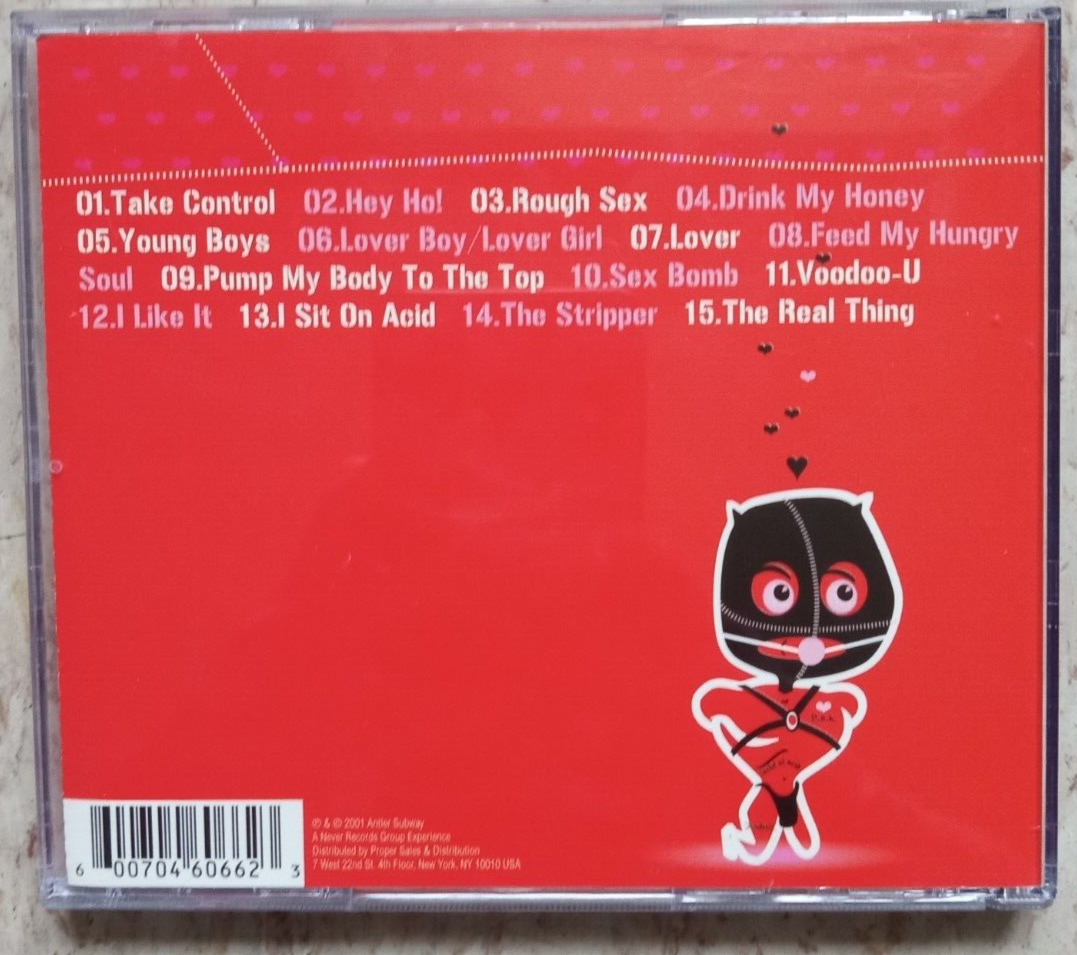 01.Take Control 02.Hey Ho! 03.Rough Sex 04.Drink My Honey
05.Young Boys 06.Lover Boy/Lover Girl 07.Lover 08.Feed My Hungry
Soul 09.Pump My Body To The Top 10.Sex Bomb 11.Voodoo-U
12.I Like It 13.I Sit On Acid 14.The Stripper 15.The Real Thing
℗ & © 2001 Antler Subway
A Never Records Group Experience
Distributed by Proper Sales & Distribution
7 West 22nd St. 4th Floor, New York, NY 10010 USA
6 00704 60662 3